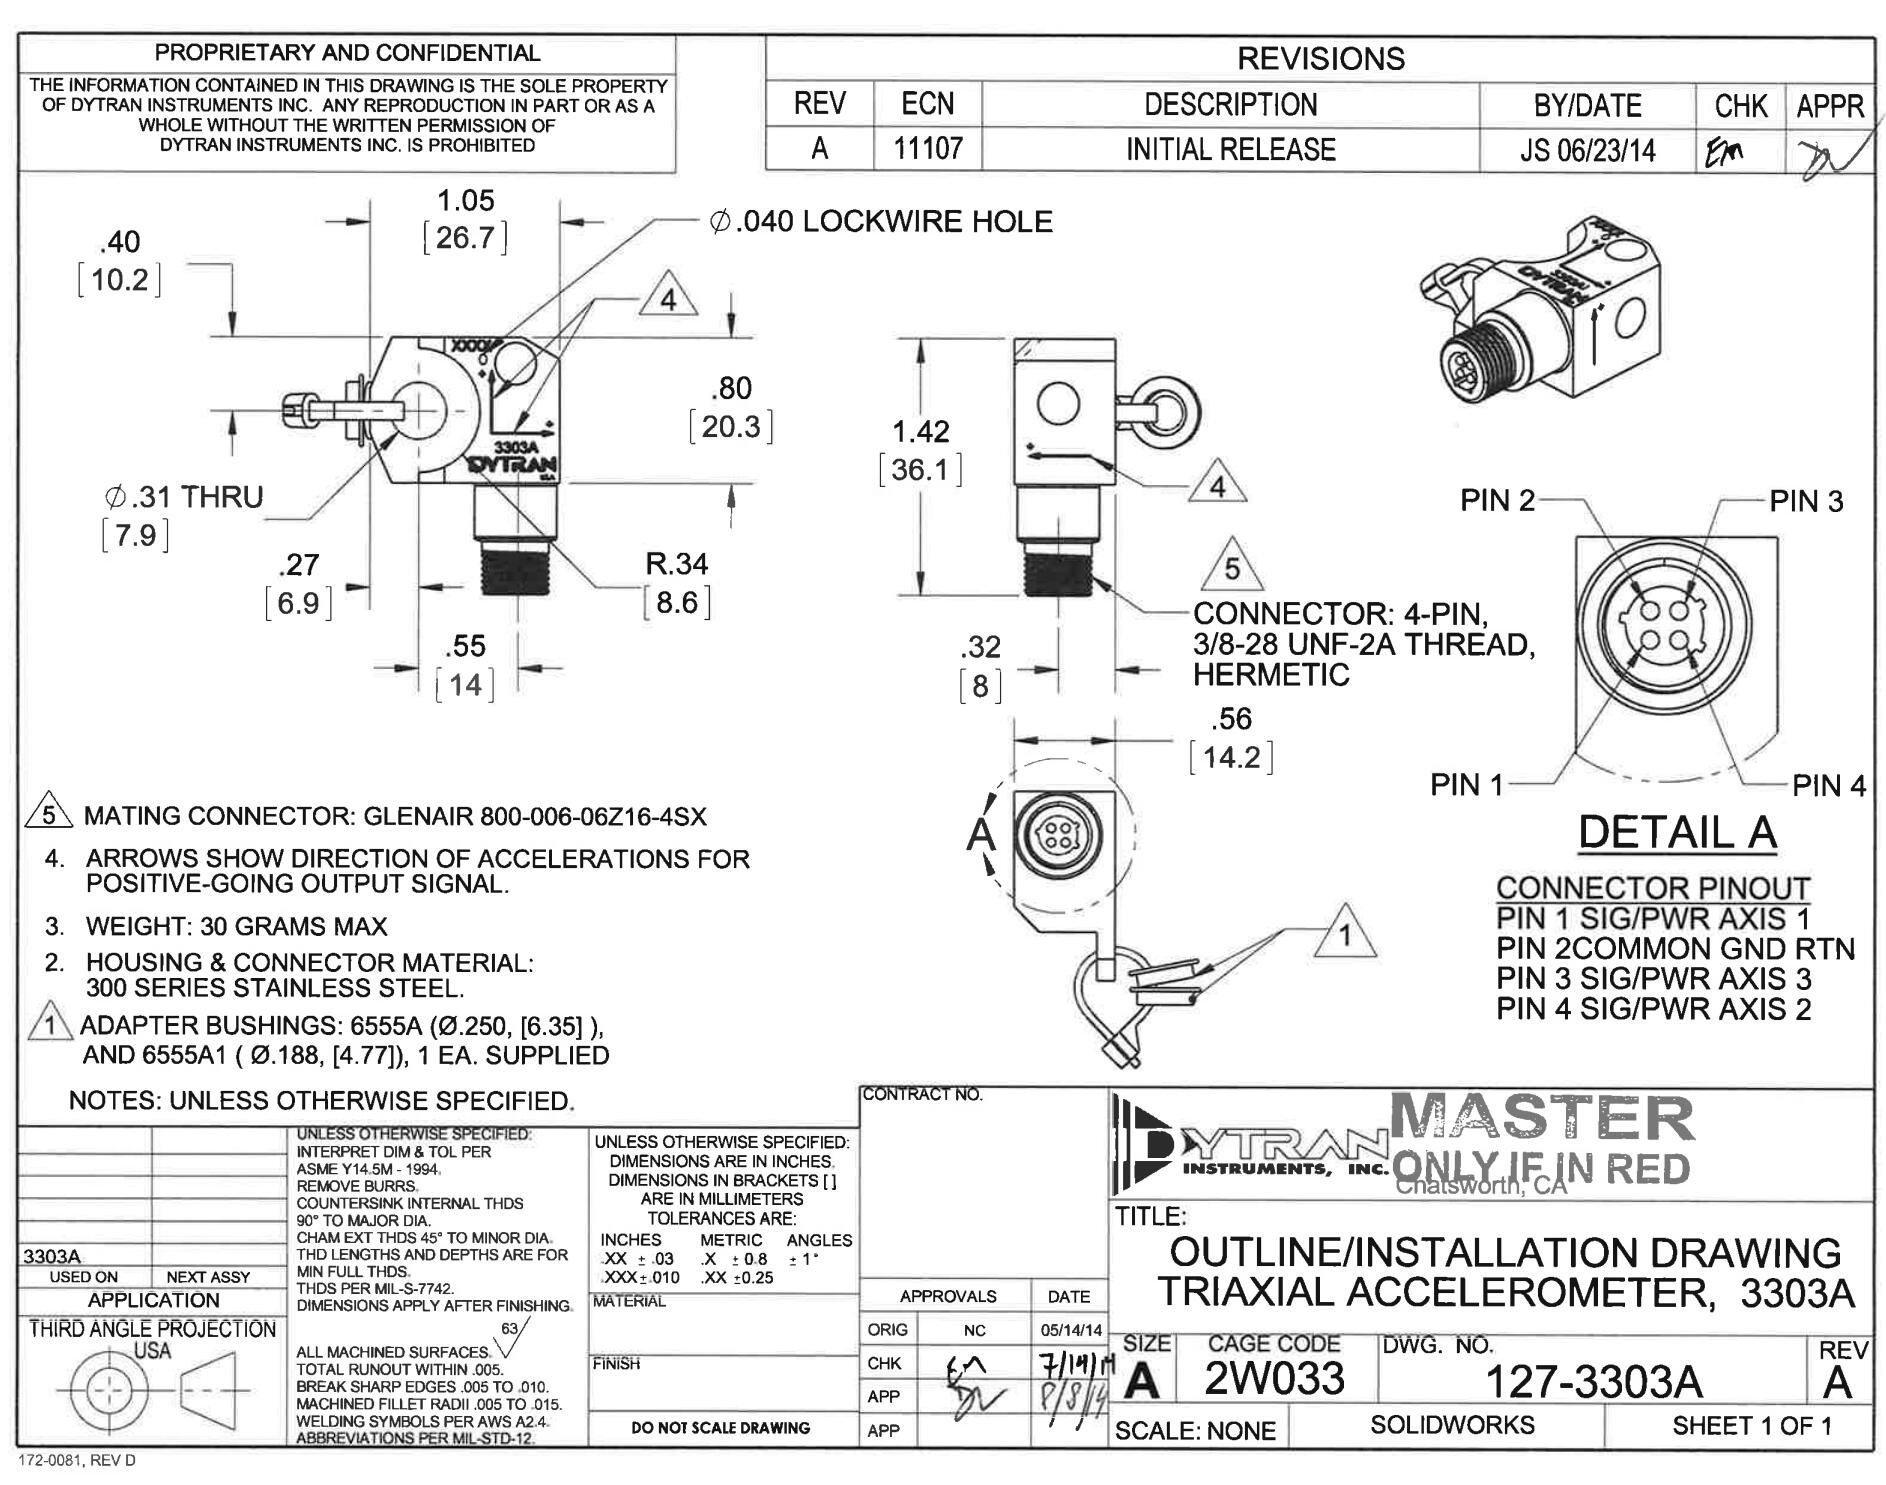 PROPRIETARY AND CONFIDENTIAL
THE INFORMATION CONTAINED IN THIS DRAWING IS THE SOLE PROPERTY
OF DYTRAN INSTRUMENTS INC. ANY REPRODUCTION IN PART OR AS A
WHOLE WITHOUT THE WRITTEN PERMISSION OF
DYTRAN INSTRUMENTS INC. IS PROHIBITED
REVISIONS
REV ECN DESCRIPTION BY/DATE CHK APPR
A 11107 INITIAL RELEASE JS 06/23/14 EM
1.05
[26.7]
Ø.040 LOCKWIRE HOLE
.40
[10.2]
4
XXXX
3303A
DYTRAN
USA
.80
[20.3]
Ø.31 THRU
[7.9]
.27
[6.9]
R.34
[8.6]
.55
[14]
1.42
[36.1]
4
5
CONNECTOR: 4-PIN,
3/8-28 UNF-2A THREAD,
HERMETIC
.32
[8]
.56
[14.2]
A
1
XXXX
3303A
DYTRAN
PIN 2
PIN 3
PIN 1
PIN 4
DETAIL A
CONNECTOR PINOUT
PIN 1 SIG/PWR AXIS 1
PIN 2COMMON GND RTN
PIN 3 SIG/PWR AXIS 3
PIN 4 SIG/PWR AXIS 2
5 MATING CONNECTOR: GLENAIR 800-006-06Z16-4SX
4. ARROWS SHOW DIRECTION OF ACCELERATIONS FOR
POSITIVE-GOING OUTPUT SIGNAL.
3. WEIGHT: 30 GRAMS MAX
2. HOUSING & CONNECTOR MATERIAL:
300 SERIES STAINLESS STEEL.
1 ADAPTER BUSHINGS: 6555A (Ø.250, [6.35] ),
AND 6555A1 ( Ø.188, [4.77]), 1 EA. SUPPLIED
NOTES: UNLESS OTHERWISE SPECIFIED.
3303A
USED ON NEXT ASSY
APPLICATION
THIRD ANGLE PROJECTION
USA
UNLESS OTHERWISE SPECIFIED:
INTERPRET DIM & TOL PER
ASME Y14.5M - 1994.
REMOVE BURRS.
COUNTERSINK INTERNAL THDS
90° TO MAJOR DIA.
CHAM EXT THDS 45° TO MINOR DIA.
THD LENGTHS AND DEPTHS ARE FOR
MIN FULL THDS.
THDS PER MIL-S-7742.
DIMENSIONS APPLY AFTER FINISHING.
63
ALL MACHINED SURFACES.
TOTAL RUNOUT WITHIN .005.
BREAK SHARP EDGES .005 TO .010.
MACHINED FILLET RADII .005 TO .015.
WELDING SYMBOLS PER AWS A2.4.
ABBREVIATIONS PER MIL-STD-12.
UNLESS OTHERWISE SPECIFIED:
DIMENSIONS ARE IN INCHES.
DIMENSIONS IN BRACKETS [ ]
ARE IN MILLIMETERS
TOLERANCES ARE:
INCHES METRIC ANGLES
.XX ± .03 .X ± 0.8 ± 1°
.XXX±.010 .XX ±0.25
MATERIAL
FINISH
DO NOT SCALE DRAWING
CONTRACT NO.
APPROVALS DATE
ORIG NC 05/14/14
CHK EM 7/14/14
APP 8/8/14
APP
DYTRAN
INSTRUMENTS, INC.
Chatsworth, CA
MASTER
ONLY IF IN RED
TITLE:
OUTLINE/INSTALLATION DRAWING
TRIAXIAL ACCELEROMETER, 3303A
SIZE CAGE CODE DWG. NO. REV
A 2W033 127-3303A A
SCALE: NONE SOLIDWORKS SHEET 1 OF 1
172-0081, REV D